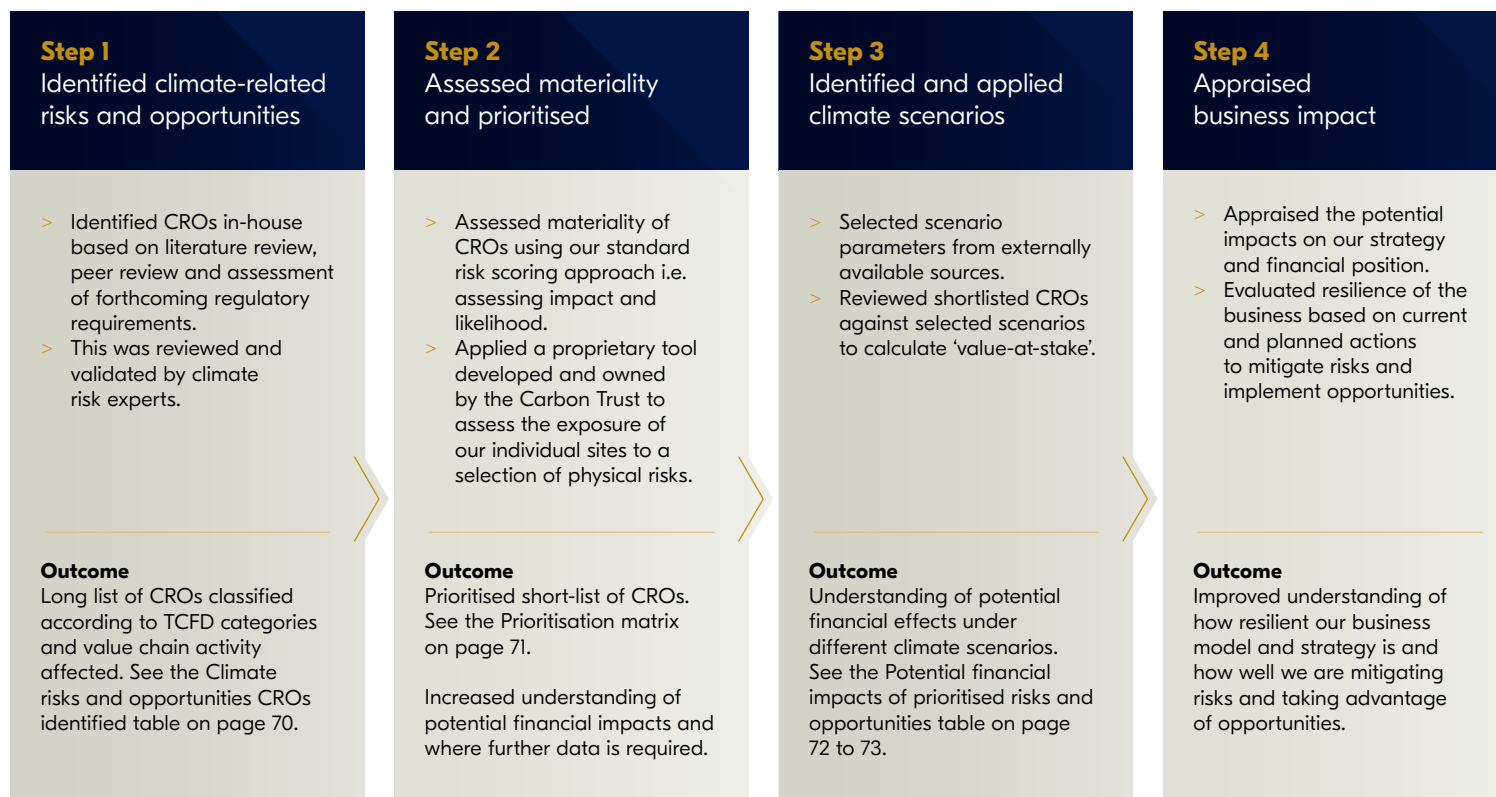 Step 1
Identified climate-related
risks and opportunities
> Identified CROs in-house
based on literature review,
peer review and assessment
of forthcoming regulatory
requirements.
> This was reviewed and
validated by climate
risk experts.
Outcome
Long list of CROs classified
according to TCFD categories
and value chain activity
affected. See the Climate
risks and opportunities CROs
identified table on page 70.
Step 2
Assessed materiality
and prioritised
> Assessed materiality of
CROs using our standard
risk scoring approach i.e.
assessing impact and
likelihood.
> Applied a proprietary tool
developed and owned
by the Carbon Trust to
assess the exposure of
our individual sites to a
selection of physical risks.
Outcome
Prioritised short-list of CROs.
See the Prioritisation matrix
on page 71.
Increased understanding of
potential financial impacts and
where further data is required.
Step 3
Identified and applied
climate scenarios
> Selected scenario
parameters from externally
available sources.
> Reviewed shortlisted CROs
against selected scenarios
to calculate ‘value-at-stake’.
Outcome
Understanding of potential
financial effects under
different climate scenarios.
See the Potential financial
impacts of prioritised risks and
opportunities table on page
72 to 73.
Step 4
Appraised
business impact
> Appraised the potential
impacts on our strategy
and financial position.
> Evaluated resilience of the
business based on current
and planned actions
to mitigate risks and
implement opportunities.
Outcome
Improved understanding of
how resilient our business
model and strategy is and
how well we are mitigating
risks and taking advantage
of opportunities.